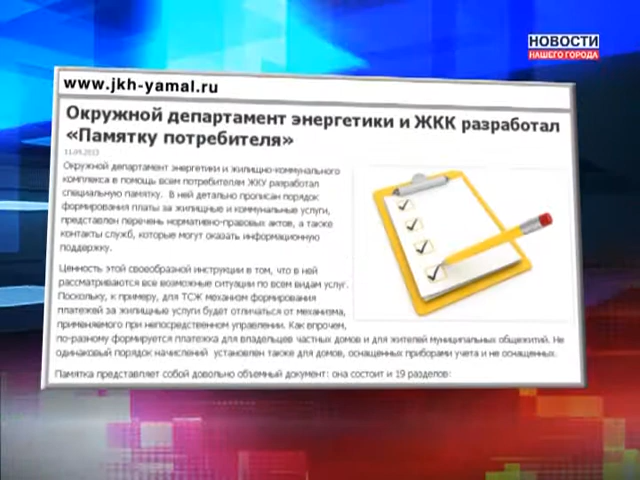 НОВОСТИ
НАШЕГО ГОРОДА
www.jkh-yamal.ru
Окружной департамент энергетики и ЖКК разработал
«Памятку потребителя»
11.04.2013
Окружной департамент энергетики и жилищно-коммунального
комплекса в помощь всем потребителям ЖКУ разработал
специальную памятку. В ней детально прописан порядок
формирования платы за жилищные и коммунальные услуги,
представлен перечень нормативно-правовых актов, а также
контакты служб, которые могут оказать информационную
поддержку.
Ценность этой своеобразной инструкции в том, что в ней
рассматриваются все возможные ситуации по всем видам услуг.
Поскольку, к примеру, для ТСЖ механизм формирования
платежей за жилищные услуги будет отличаться от механизма,
применяемого при непосредственном управлении. Как впрочем,
по-разному формируется платежка для владельцев частных домов и для жителей муниципальных общежитий. Не
одинаковый порядок начислений установлен также для домов, оснащенных приборами учета и не оснащенных.
Памятка представляет собой довольно объемный документ: она состоит и 19 разделов: